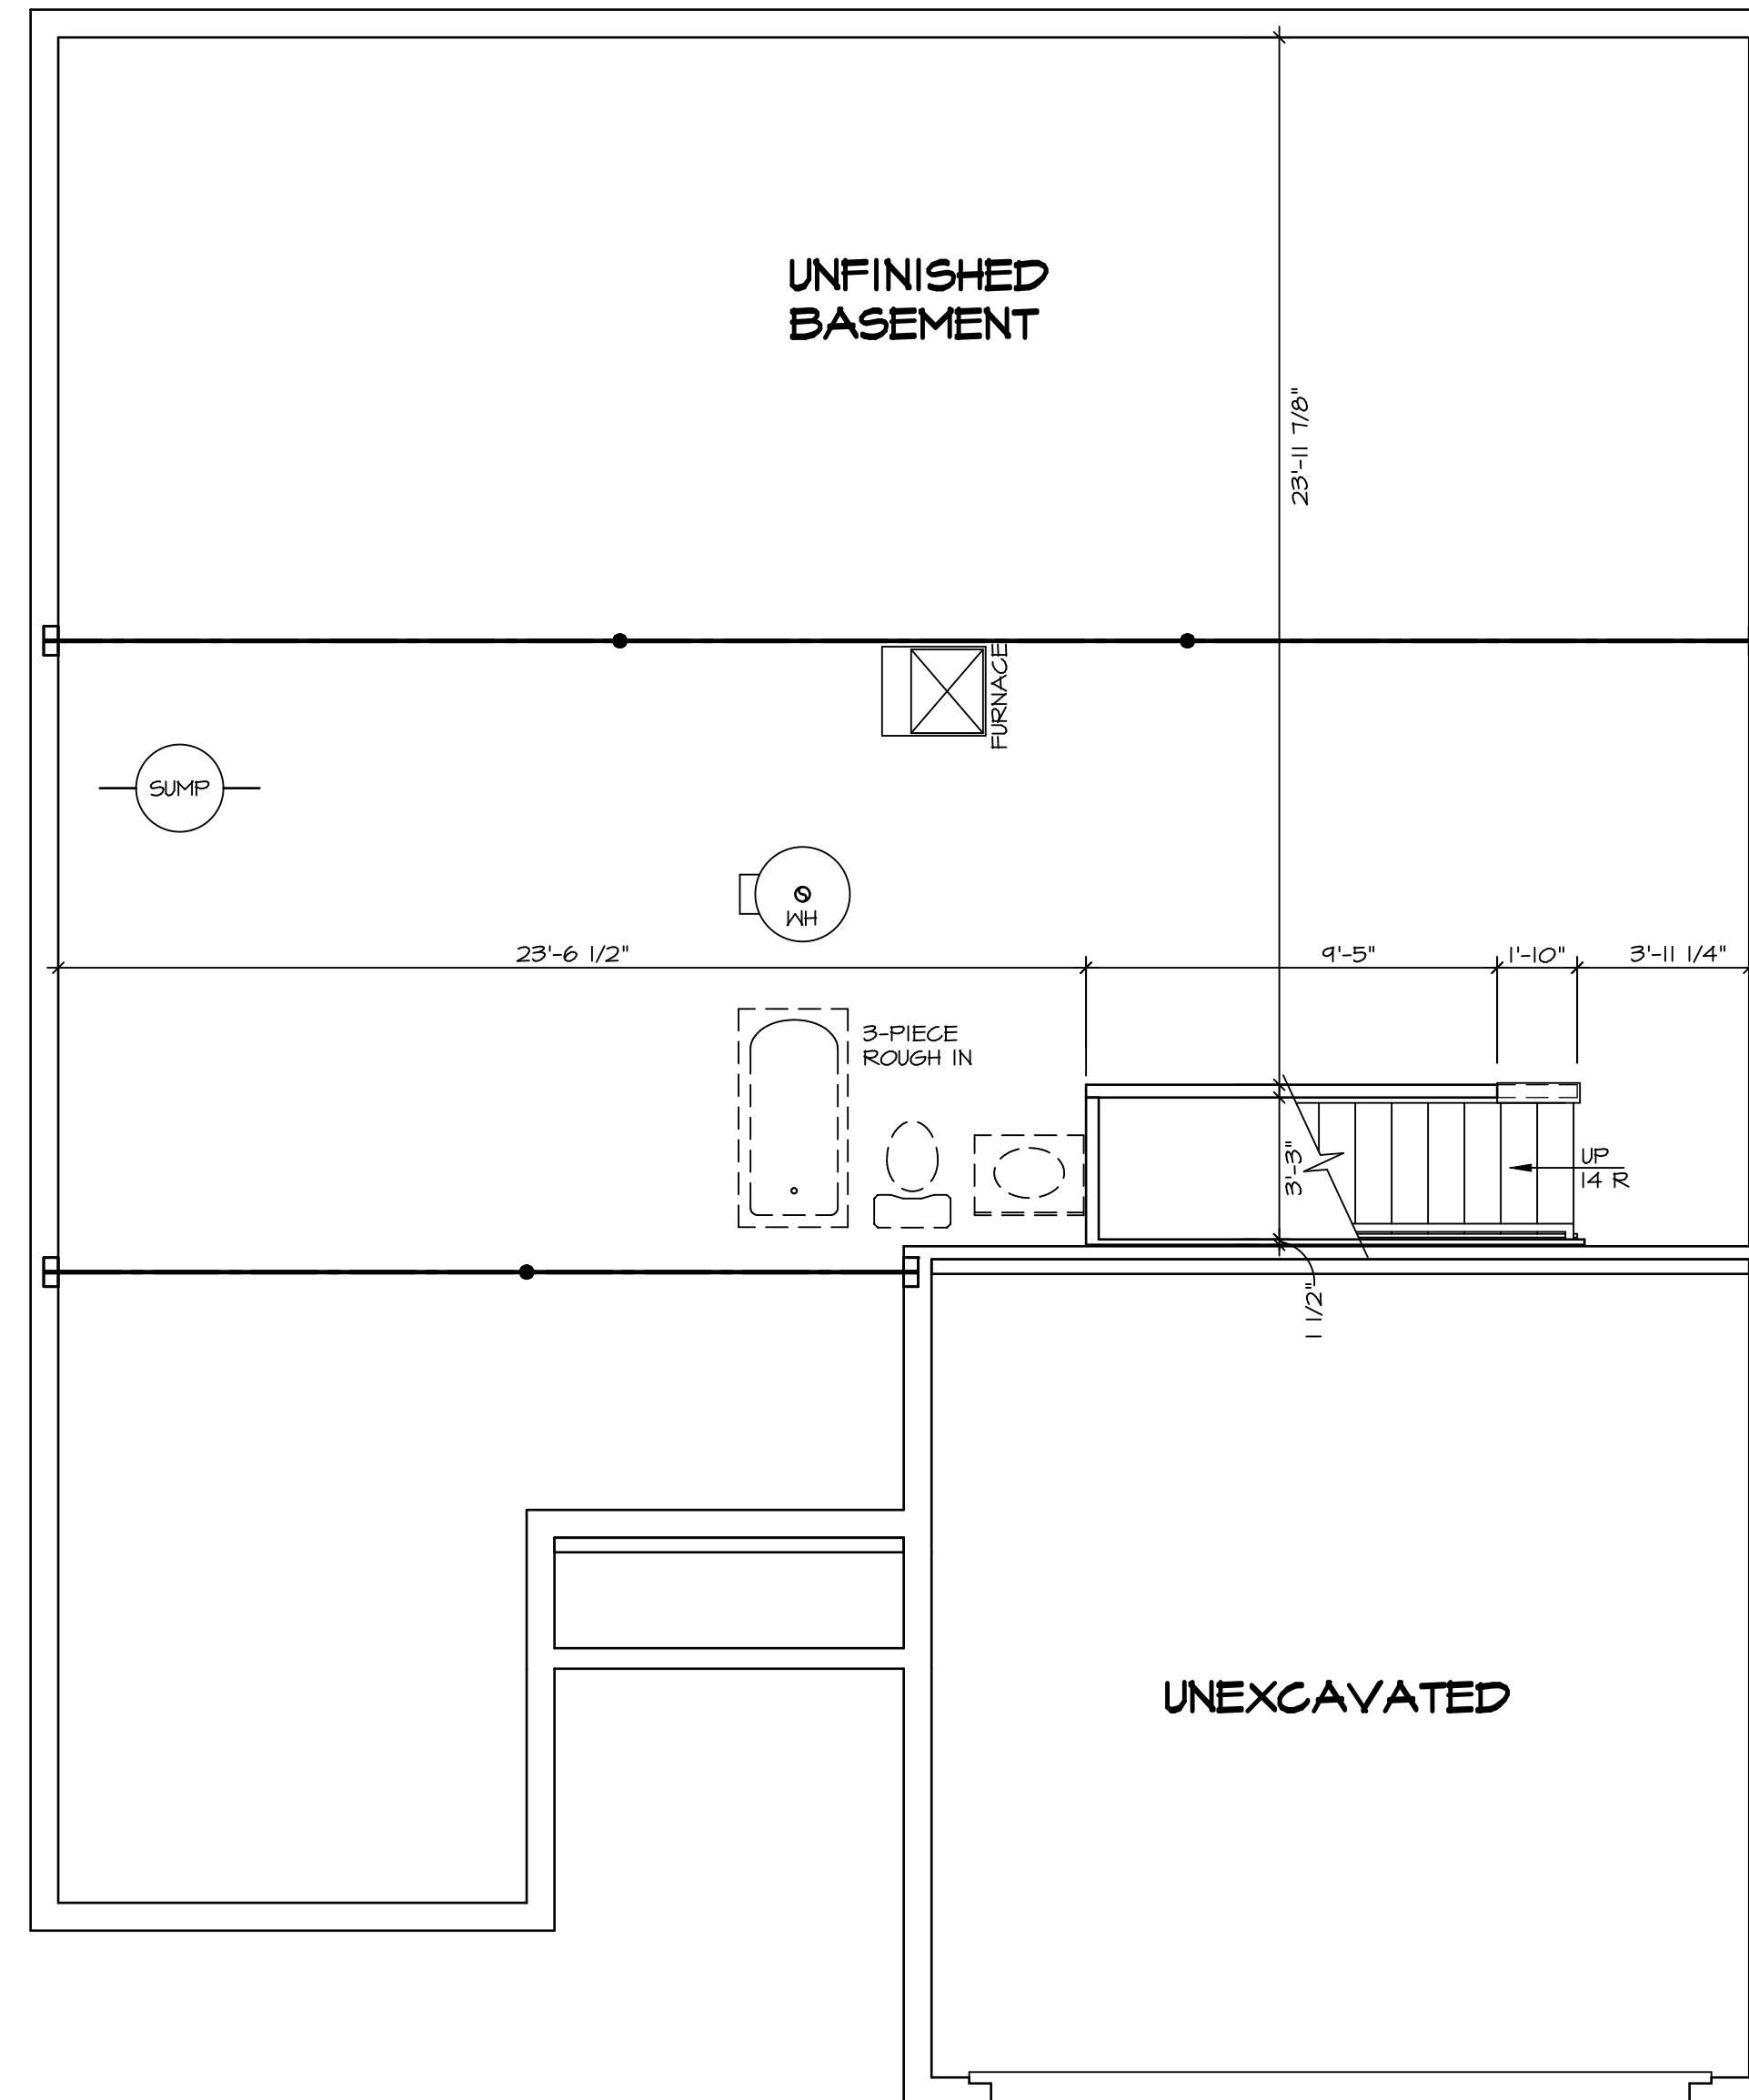 UNFINISHED
BASEMENT
23'-11 7/8"
FURNACE
SUMP
WH
23'-6 1/2"
9'-5"
1'-10"
3'-11 1/4"
3-PIECE
ROUGH IN
3'-3"
UP
14 R
1 1/2"
UNEXCAVATED